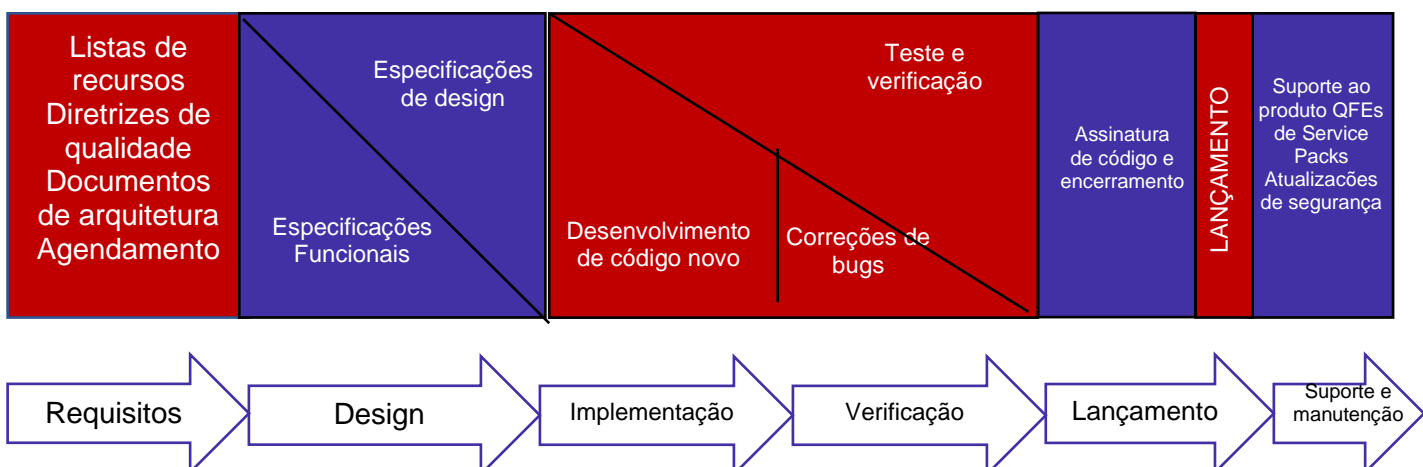 Listas de
recursos
Diretrizes de
qualidade
Documentos
de arquitetura
Agendamento
Especificações
de design
Especificações
Funcionais
Teste e
verificação
Desenvolvimento
de código novo
Correções de
bugs
Assinatura
de código e
encerramento
LANÇAMENTO
Suporte ao
produto QFEs
de Service
Packs
Atualizacões
de segurança
Requisitos
Design
Implementação
Verificação
Lançamento
Suporte e
manutenção